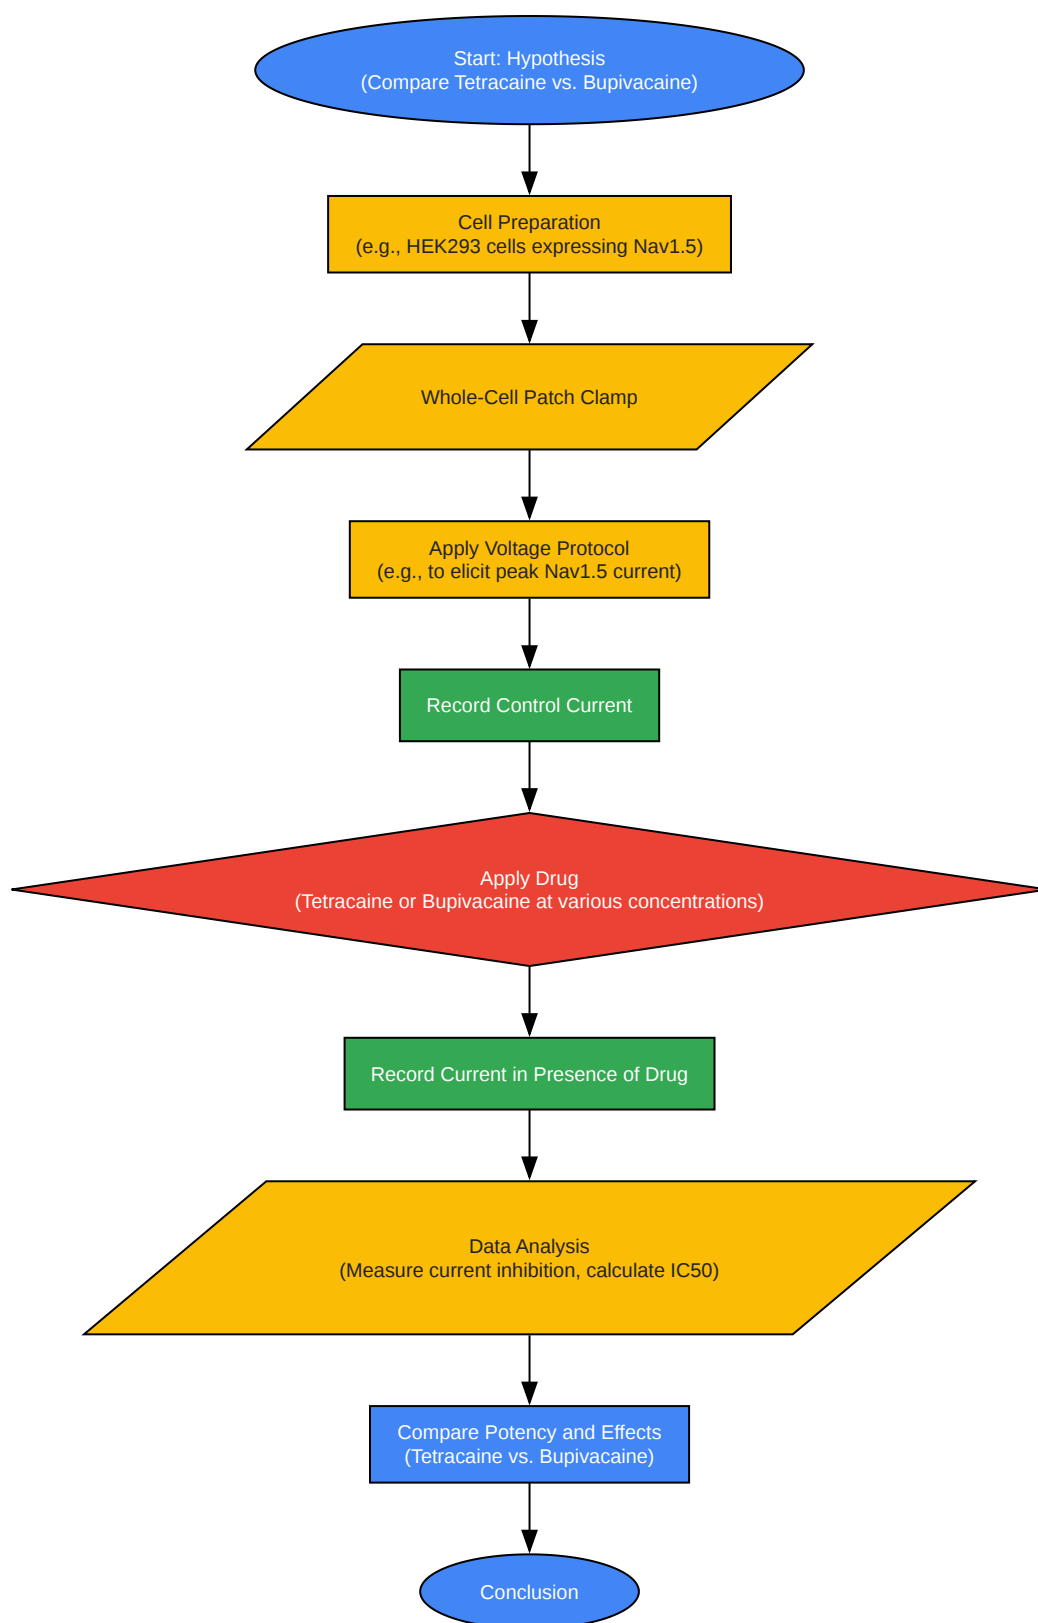 Start: Hypothesis
(Compare Tetracaine vs. Bupivacaine)
Cell Preparation
(e.g., HEK293 cells expressing Nav1.5)
Whole-Cell Patch Clamp
Apply Voltage Protocol
(e.g., to elicit peak Nav1.5 current)
Record Control Current
Apply Drug
(Tetracaine or Bupivacaine at various concentrations)
Record Current in Presence of Drug
Data Analysis
(Measure current inhibition, calculate IC50)
Compare Potency and Effects
(Tetracaine vs. Bupivacaine)
Conclusion